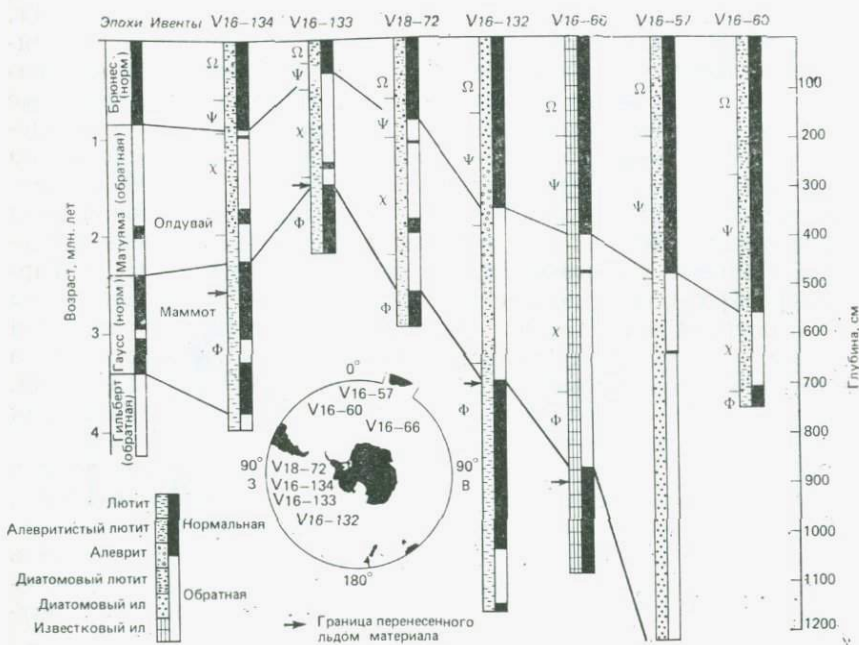 Эпохи Ивенты V16–134 V16–133 V18–72 V16–132 V16–66 V16–57 V16–60
Возраст, млн. лет
1
2
3
4
Брюнес-
(норм)
Матуяма (обратная)
Гаусс (норм)
Гильберт
(обратная)
Олдувай
Маммот
Ω
Ψ
χ
Φ
Ψ
χ
Φ
Ω
Ψ
χ
Φ
Ω
Ψ
Φ
Ω
Ψ
χ
Φ
Ω
Ψ
Ω
Ψ
χ
Φ
100
200
300
400
500
600
700
800
900
1000
1100
1200
Глубина, см
0°
V16–57
V16–60
V16–66
90°
З
V18–72
V16–134
V16–133
V16–132
90°
В
180°
Лютит
Алевритистый лютит
Алеврит
Диатомовый лютит
Диатомовый ил
Известковый ил
Нормальная
Обратная
Граница перенесенного
льдом материала